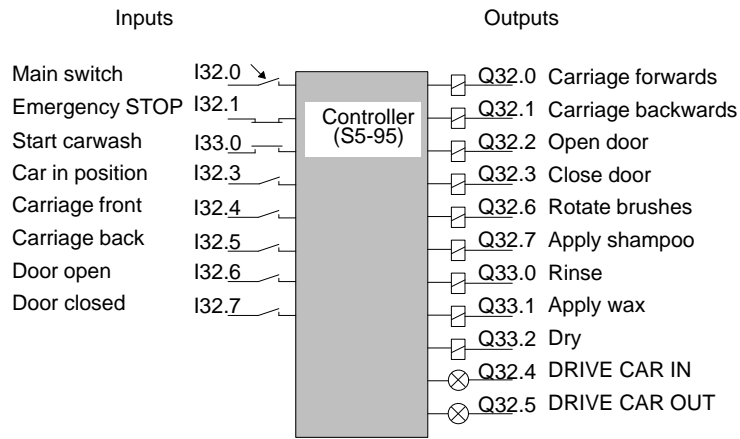 Inputs
Outputs
Main switch I32.0
Emergency STOP I32.1
Start carwash I33.0
Car in position I32.3
Carriage front I32.4
Carriage back I32.5
Door open I32.6
Door closed I32.7
Controller
(S5-95)
Q32.0 Carriage forwards
Q32.1 Carriage backwards
Q32.2 Open door
Q32.3 Close door
Q32.6 Rotate brushes
Q32.7 Apply shampoo
Q33.0 Rinse
Q33.1 Apply wax
Q33.2 Dry
Q32.4 DRIVE CAR IN
Q32.5 DRIVE CAR OUT